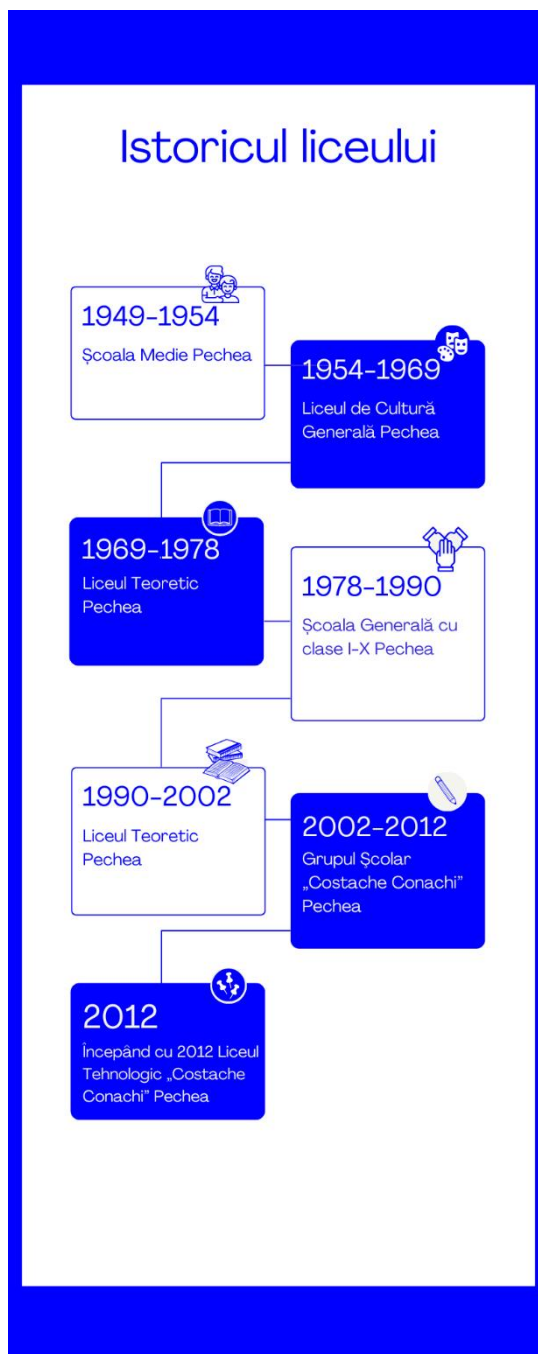 Istoricul liceului
1949-1954
Școala Medie Pechea
1954-1969
Liceul de Cultură
Generală Pechea
1969-1978
Liceul Teoretic
Pechea
1978-1990
Școala Generală cu
clase I-X Pechea
1990-2002
Liceul Teoretic
Pechea
2002-2012
Grupul Școlar
„Costache Conachi”
Pechea
2012
Începând cu 2012 Liceul
Tehnologic „Costache
Conachi” Pechea